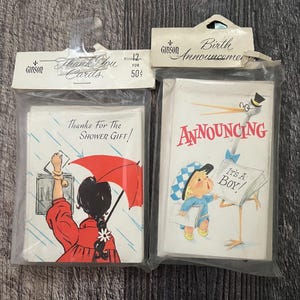 Gibson
Thank You
Cards
12
FOR
50¢
Thanks For The
SHOWER GIFT!
Gibson
Birth
Announcements
ANNOUNCING
IT'S A
BOY!